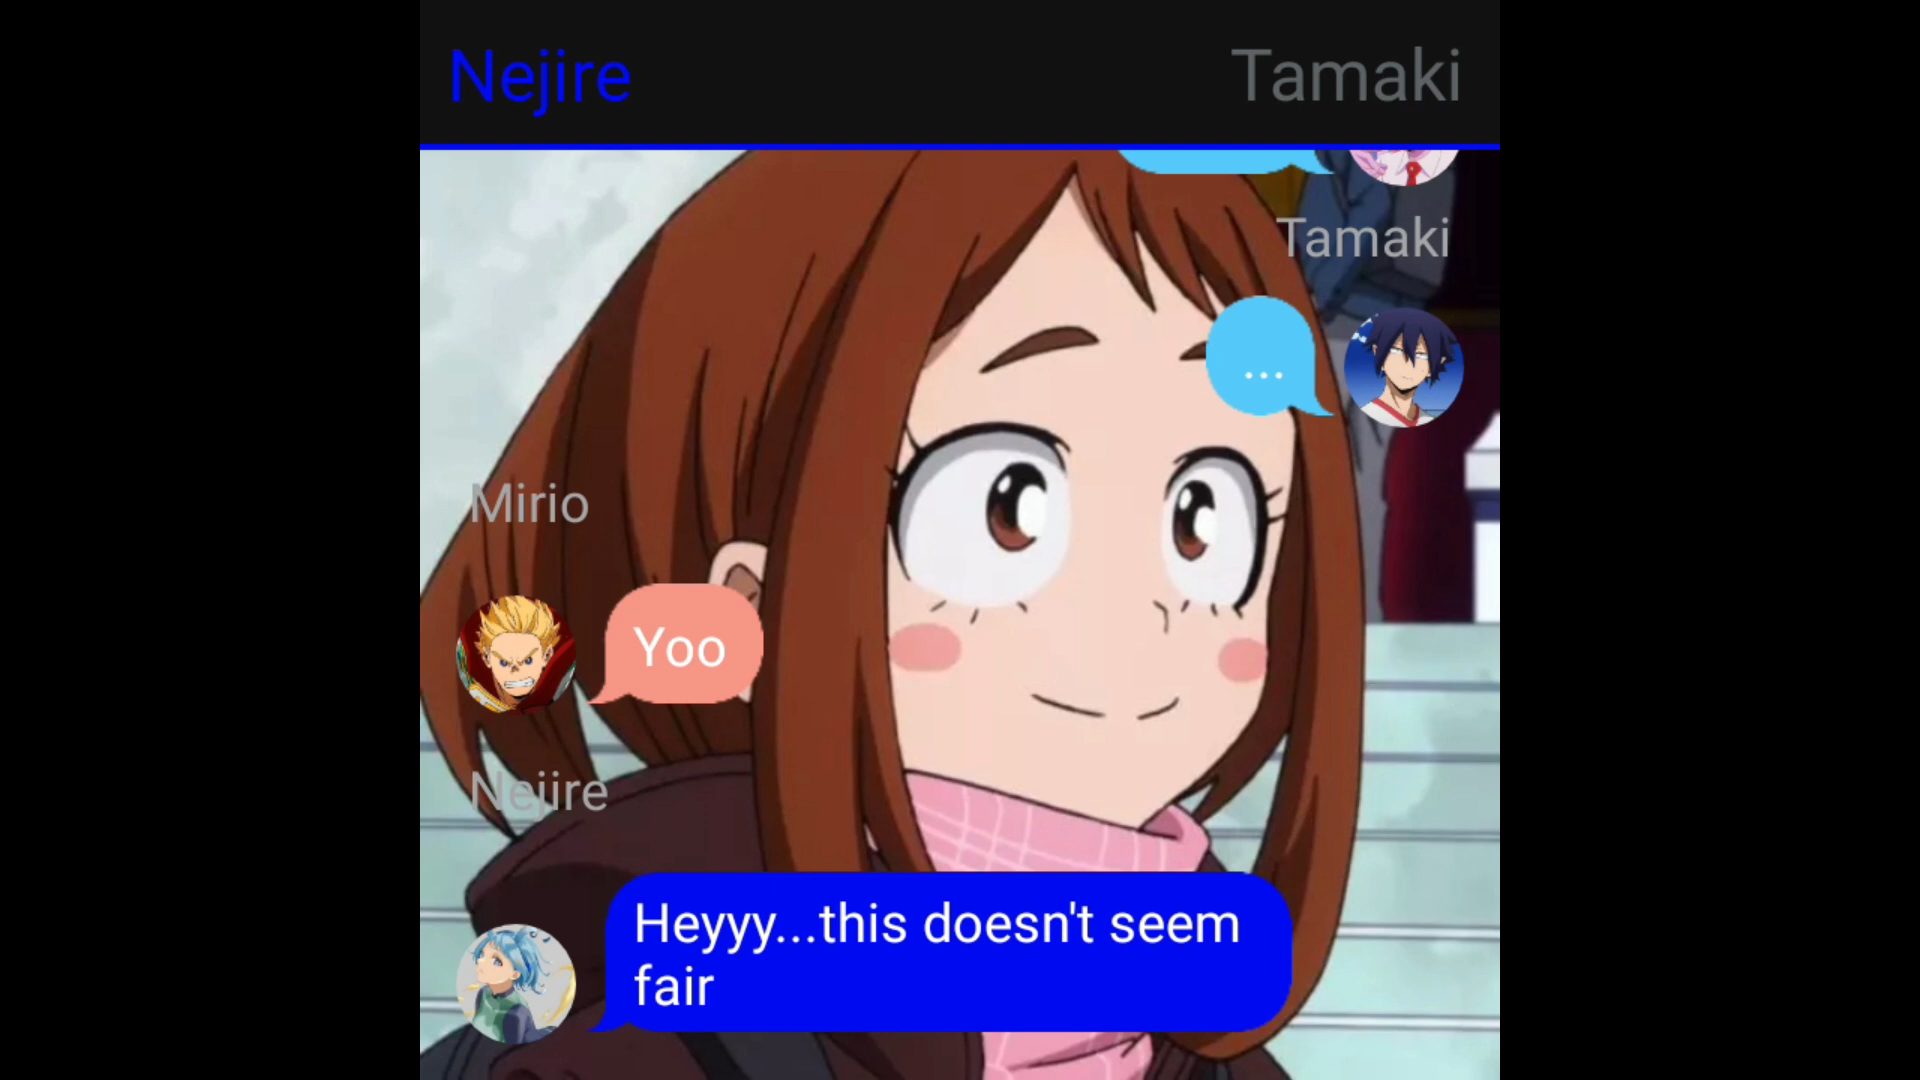 Nejire
Tamaki
Tamaki
...
Mirio
Yoo
Nejire
Heyyy...this doesn't seem
fair